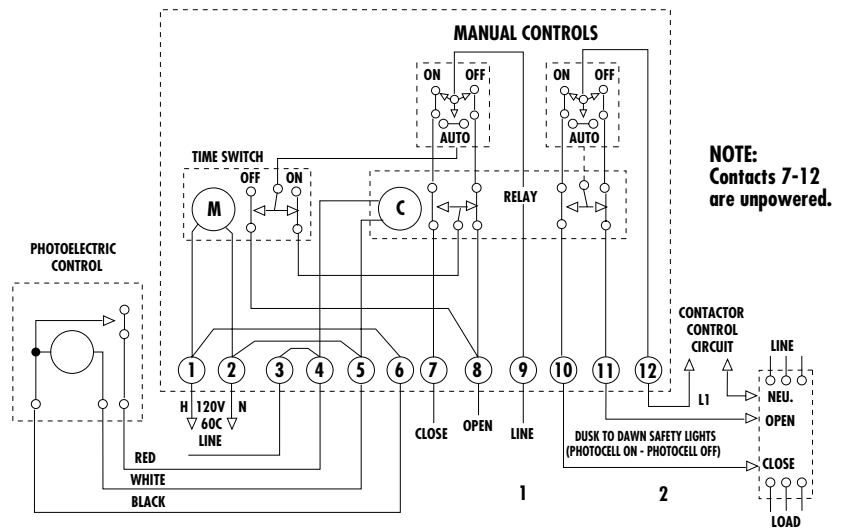 MANUAL CONTROLS
ON OFF
ON OFF
AUTO
AUTO
TIME SWITCH
OFF ON
M
C
RELAY
NOTE:
Contacts 7-12
are unpowered.
PHOTOELECTRIC
CONTROL
1 2 3 4 5 6 7 8 9 10 11 12
H 120V N
60C
LINE
CLOSE
OPEN
LINE
RED
WHITE
BLACK
CONTACTOR
CONTROL
CIRCUIT
LINE
L1
NEU.
OPEN
CLOSE
LOAD
DUSK TO DAWN SAFETY LIGHTS
(PHOTOCELL ON - PHOTOCELL OFF)
1 2